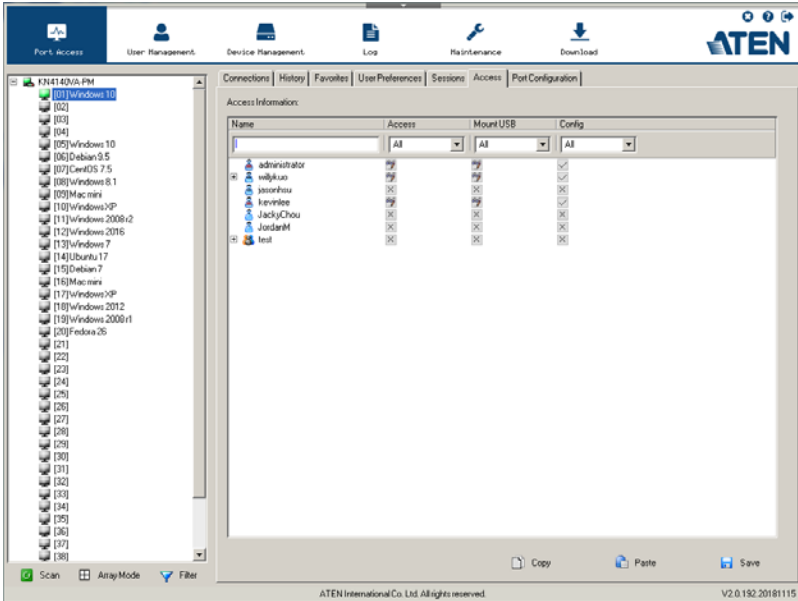 Port Access User Management Device Management Log Maintenance Download
ATEN
KN4140VA-PM
[01]Windows 10
[02]
[03]
[04]
[05]Windows 10
[06]Debian 9.5
[07]CentOS 7.5
[08]Windows 8.1
[09]Mac mini
[10]WindowsXP
[11]Windows 2008 r2
[12]Windows 2016
[13]Windows 7
[14]Ubuntu 17
[15]Debian 7
[16]Mac mini
[17]WindowsXP
[18]Windows 2012
[19]Windows 2008 r1
[20]Fedora 26
[21]
[22]
[23]
[24]
[25]
[26]
[27]
[28]
[29]
[30]
[31]
[32]
[33]
[34]
[35]
[36]
[37]
[38]
Scan Array Mode Filter
Connections History Favorites User Preferences Sessions Access Port Configuration
Access Information:
Name Access Mount USB Config
All All All
administrator
willykuo
jasonhsu
kevinlee
JackyChou
JordanM
test
Copy Paste Save
ATEN International Co. Ltd. All rights reserved. V2.0.192.20181115